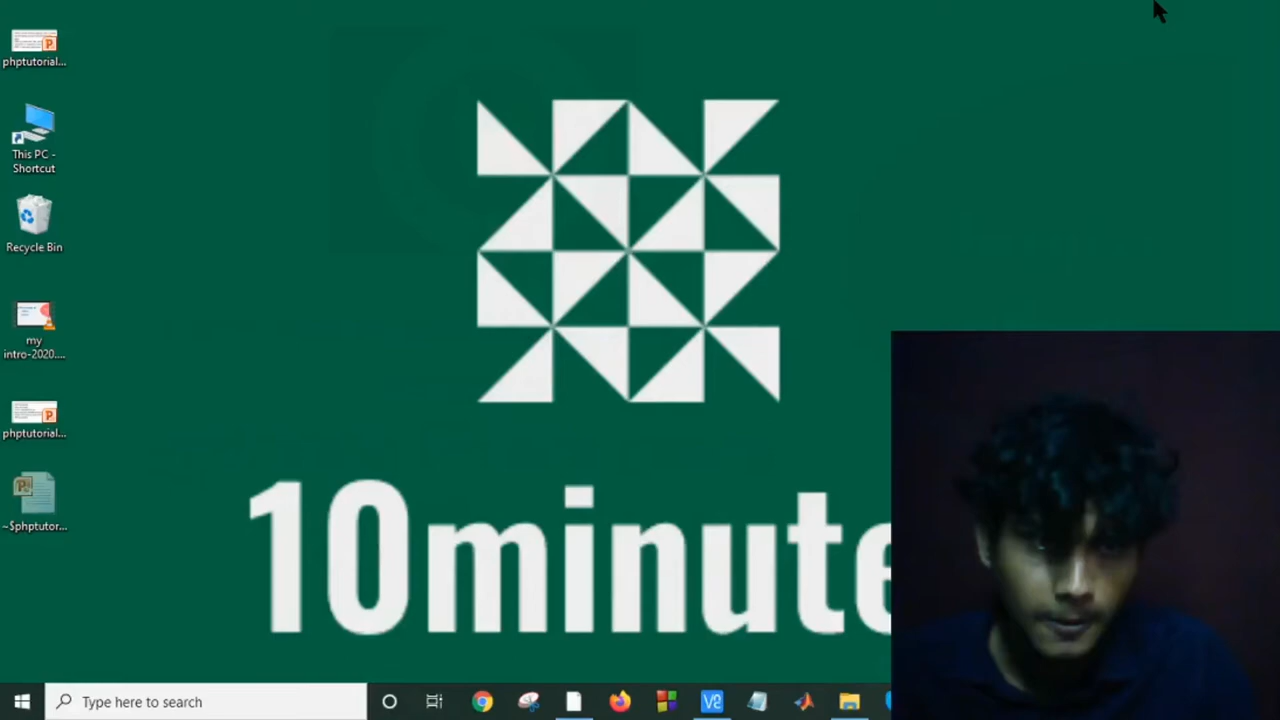 phptutorial...
This PC -
Shortcut
Recycle Bin
my
intro-2020....
phptutorial...
~$phptutor...
10minute
Type here to search